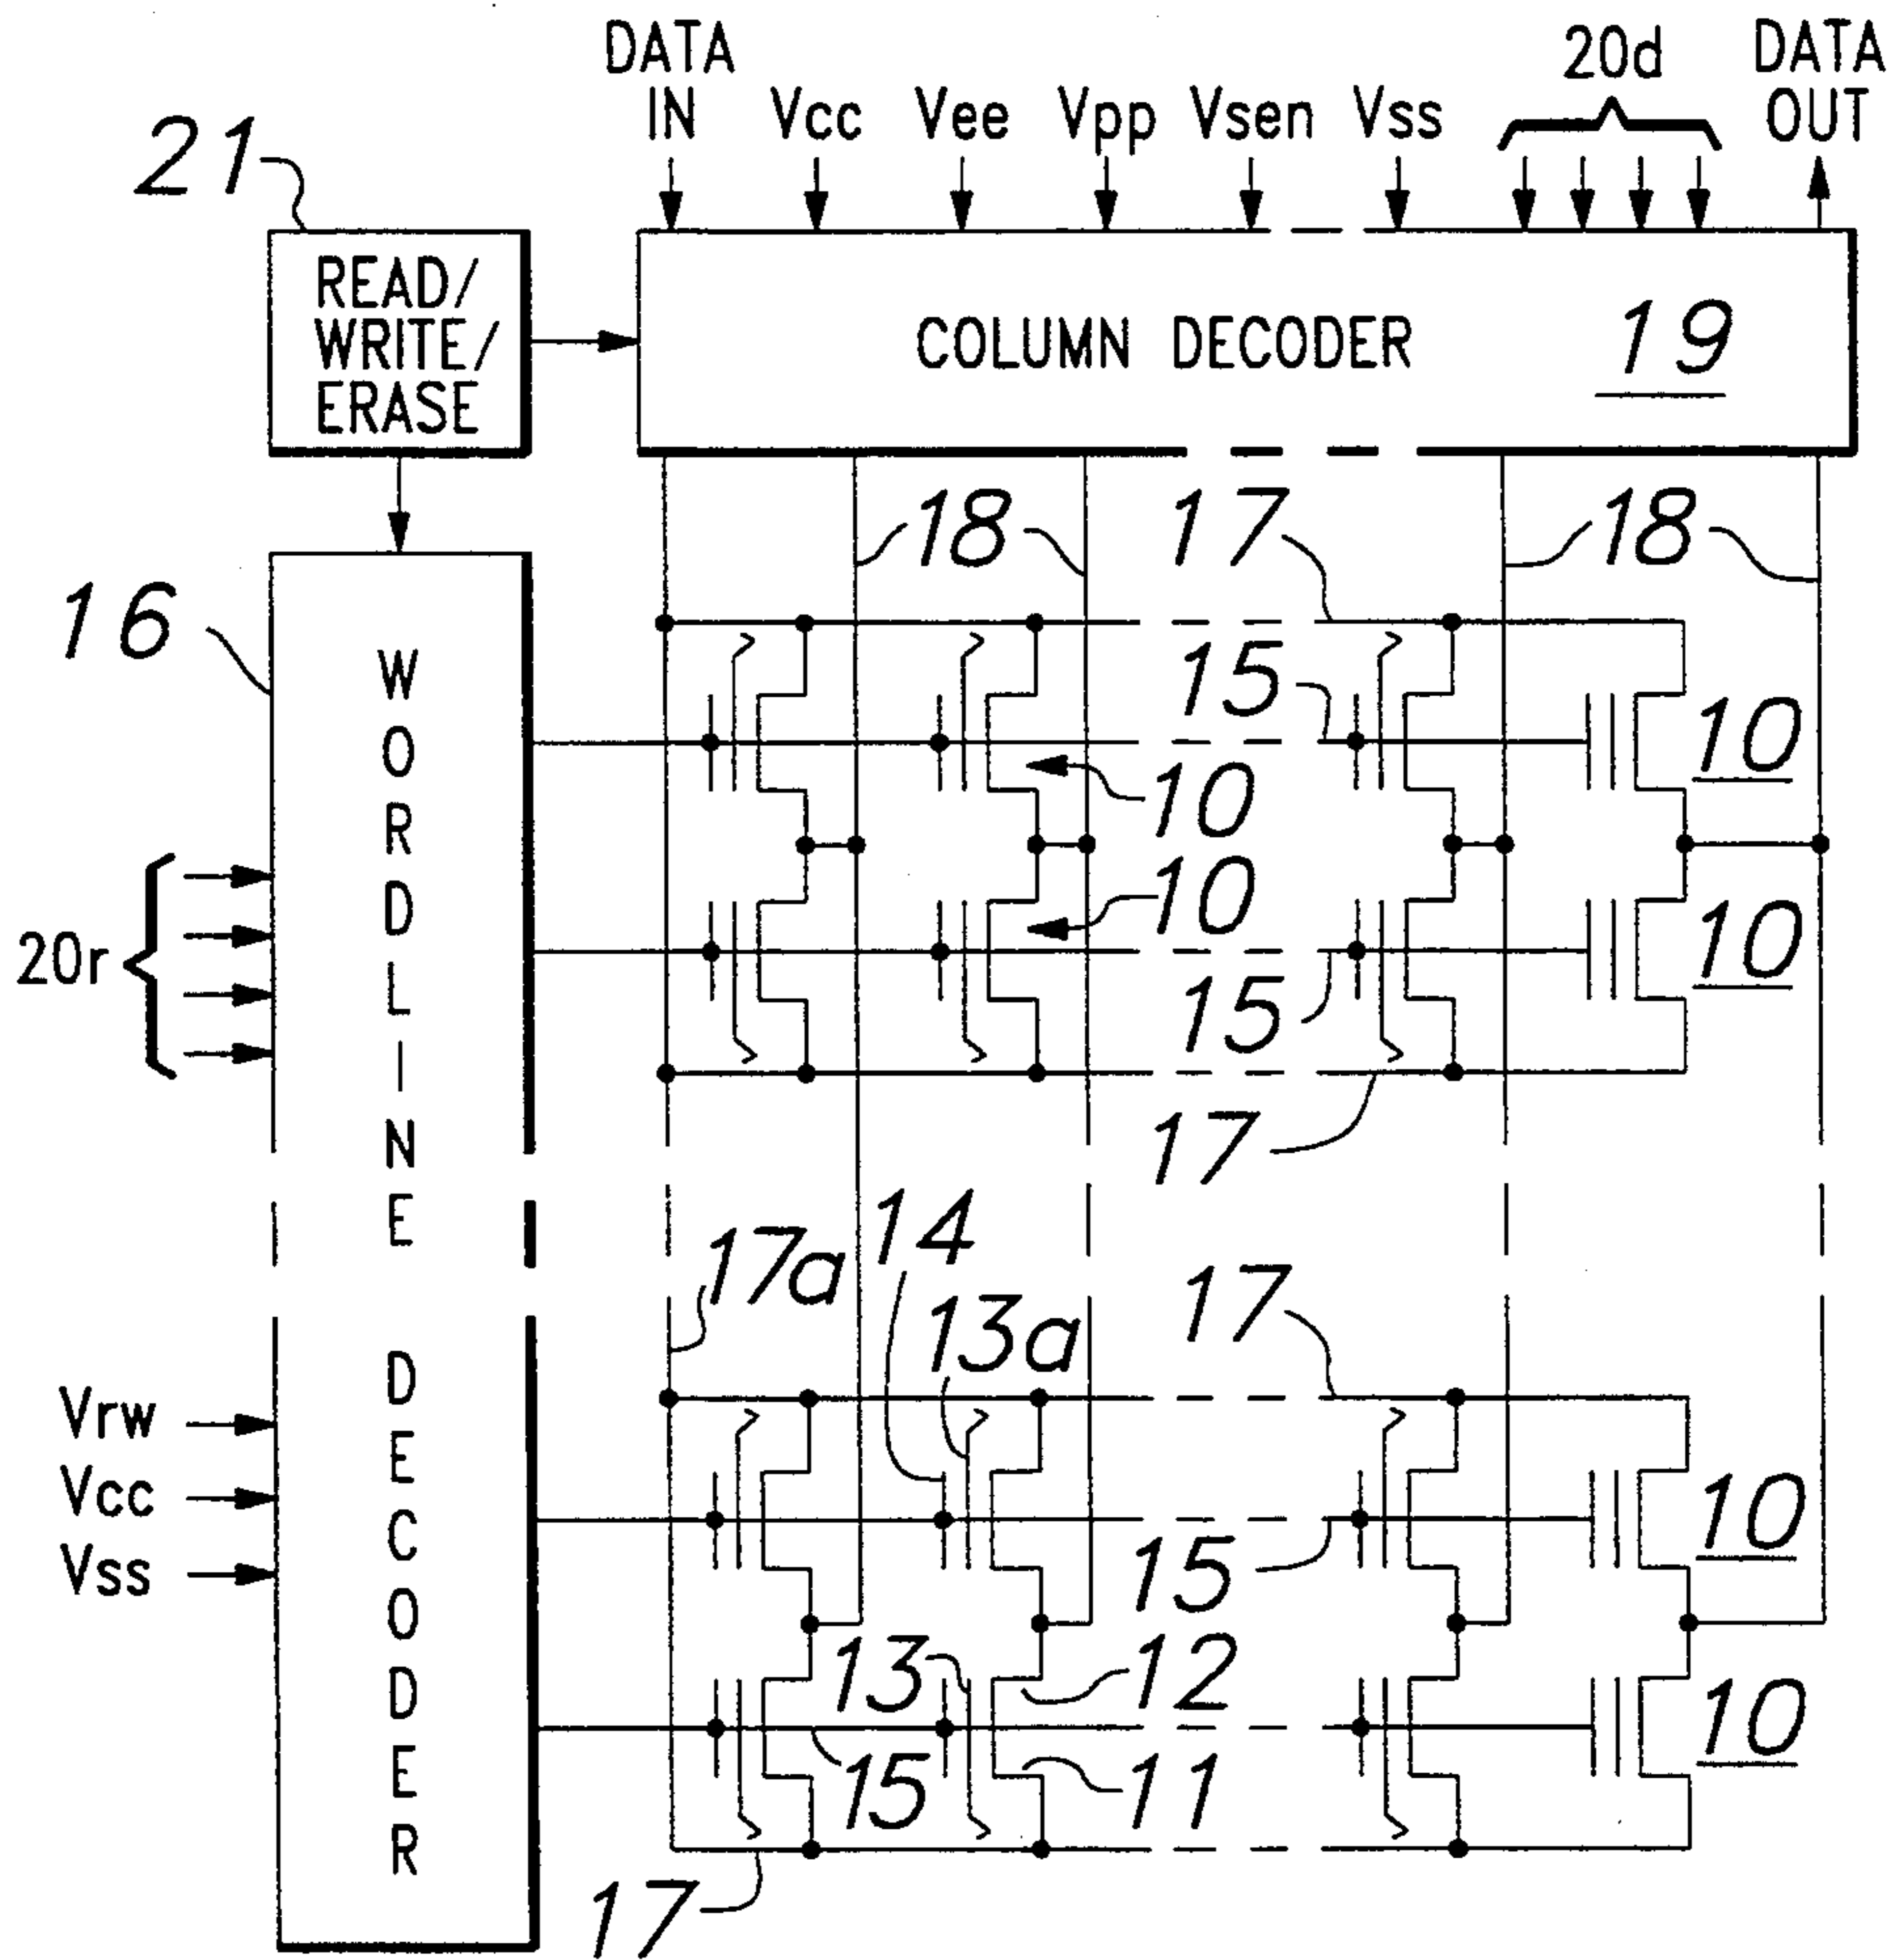 DATA IN
Vcc
Vee
Vpp
Vsen
Vss
20d
DATA OUT
21
READ/
WRITE/
ERASE
COLUMN DECODER
19
18
17
18
16
WORDLINE DECODER
15
10
10
10
10
15
20r
17
17a
14
13a
17
Vrw
Vcc
Vss
15
10
13
12
10
15
11
17